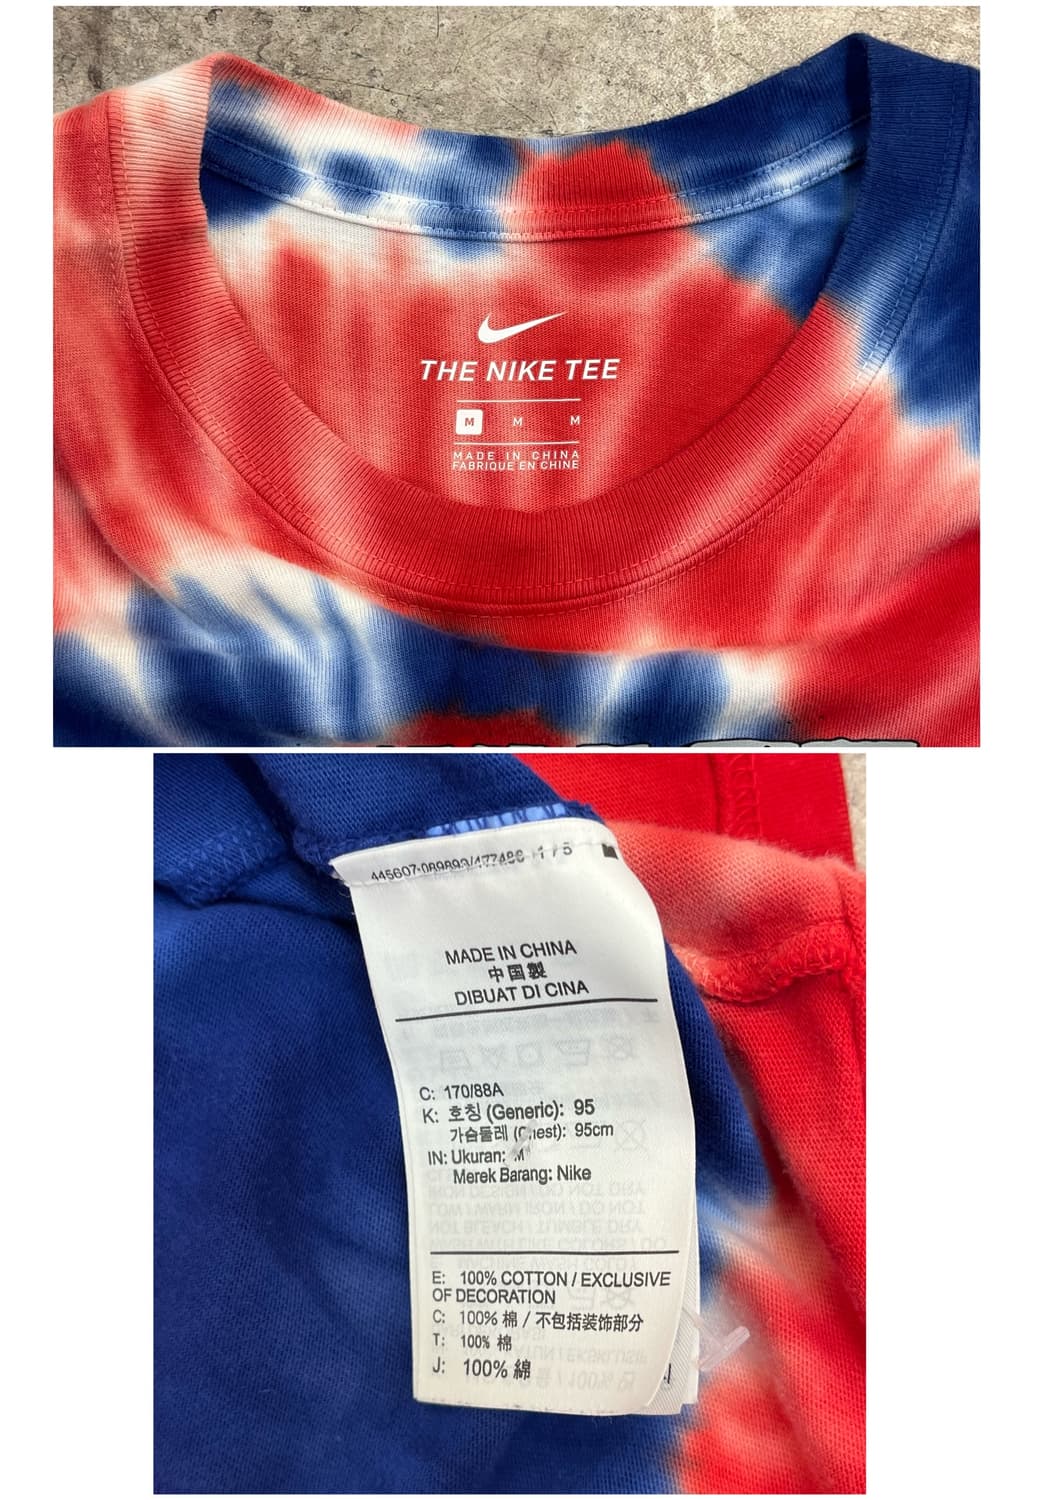 THE NIKE TEE
M M M
MADE IN CHINA
FABRIQUE EN CHINE
MADE IN CHINA
中国製
DIBUAT DI CINA
C: 170/88A
K: 호칭 (Generic): 95
가슴둘레 (Chest): 95cm
IN: Ukuran: M
Merek Barang: Nike
E: 100% COTTON / EXCLUSIVE
OF DECORATION
C: 100% 棉 / 不包括装饰部分
T: 100% 棉
J: 100% 綿